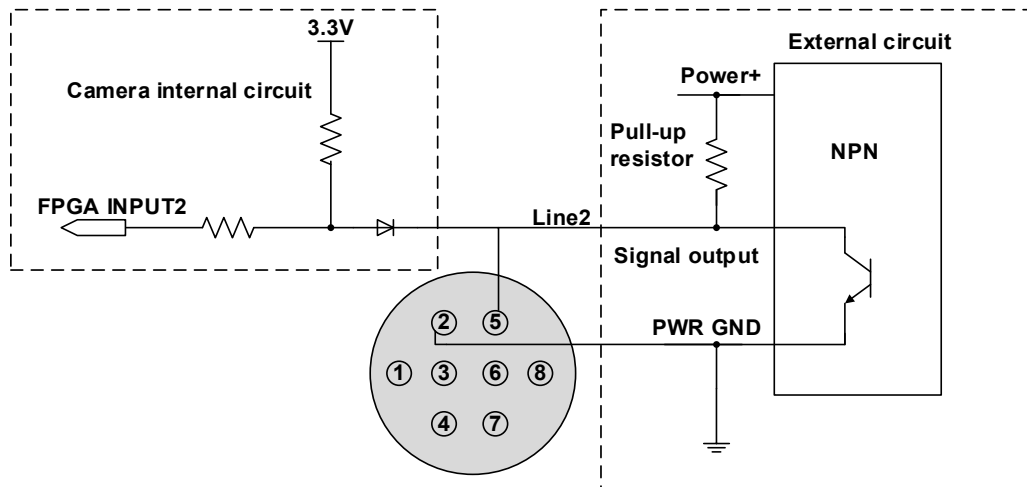 3.3V
External circuit
Camera internal circuit
Power+
Pull-up
resistor
NPN
FPGA INPUT2
Line2
Signal output
2
5
PWR GND
1
3
6
8
4
7